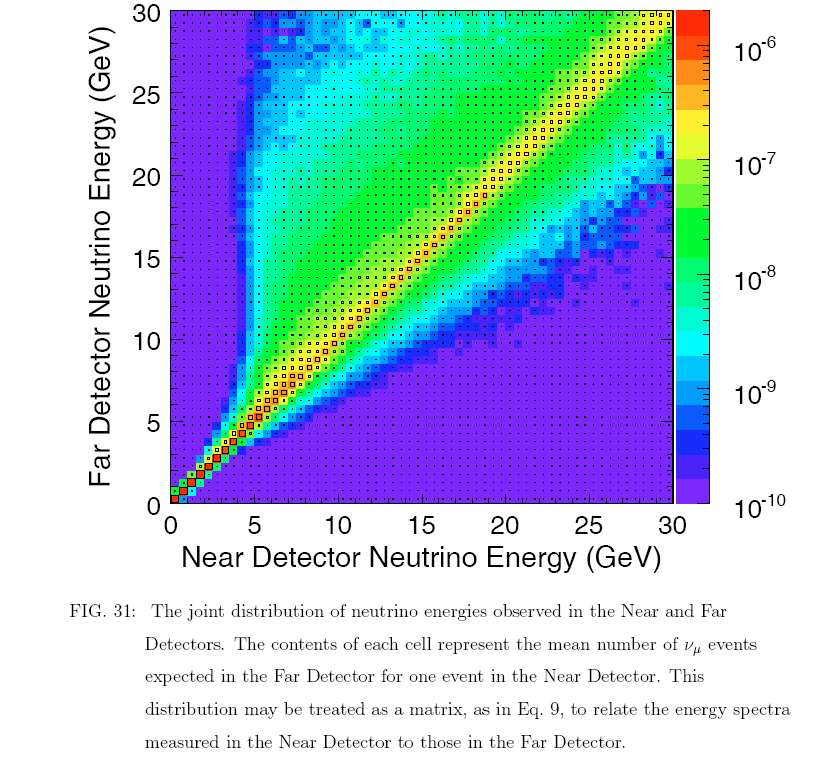 30
25
20
15
10
5
0
Far Detector Neutrino Energy (GeV)
0 5 10 15 20 25 30
Near Detector Neutrino Energy (GeV)
10-6
10-7
10-8
10-9
10-10
FIG. 31: The joint distribution of neutrino energies observed in the Near and Far
Detectors. The contents of each cell represent the mean number of νμ events
expected in the Far Detector for one event in the Near Detector. This
distribution may be treated as a matrix, as in Eq. 9, to relate the energy spectra
measured in the Near Detector to those in the Far Detector.